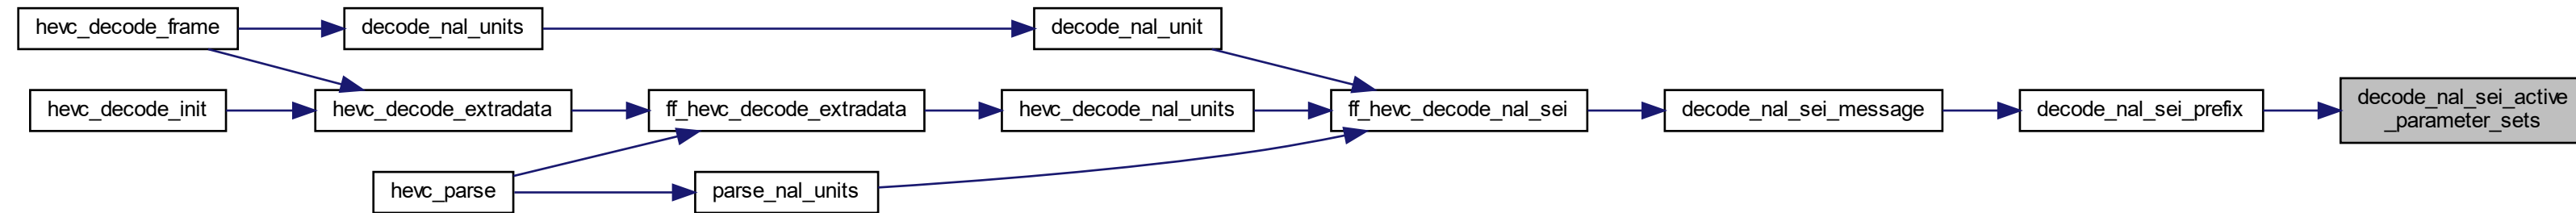 hevc_decode_frame
decode_nal_units
decode_nal_unit
hevc_decode_init
hevc_decode_extradata
ff_hevc_decode_extradata
hevc_decode_nal_units
ff_hevc_decode_nal_sei
decode_nal_sei_message
decode_nal_sei_prefix
decode_nal_sei_active
_parameter_sets
hevc_parse
parse_nal_units